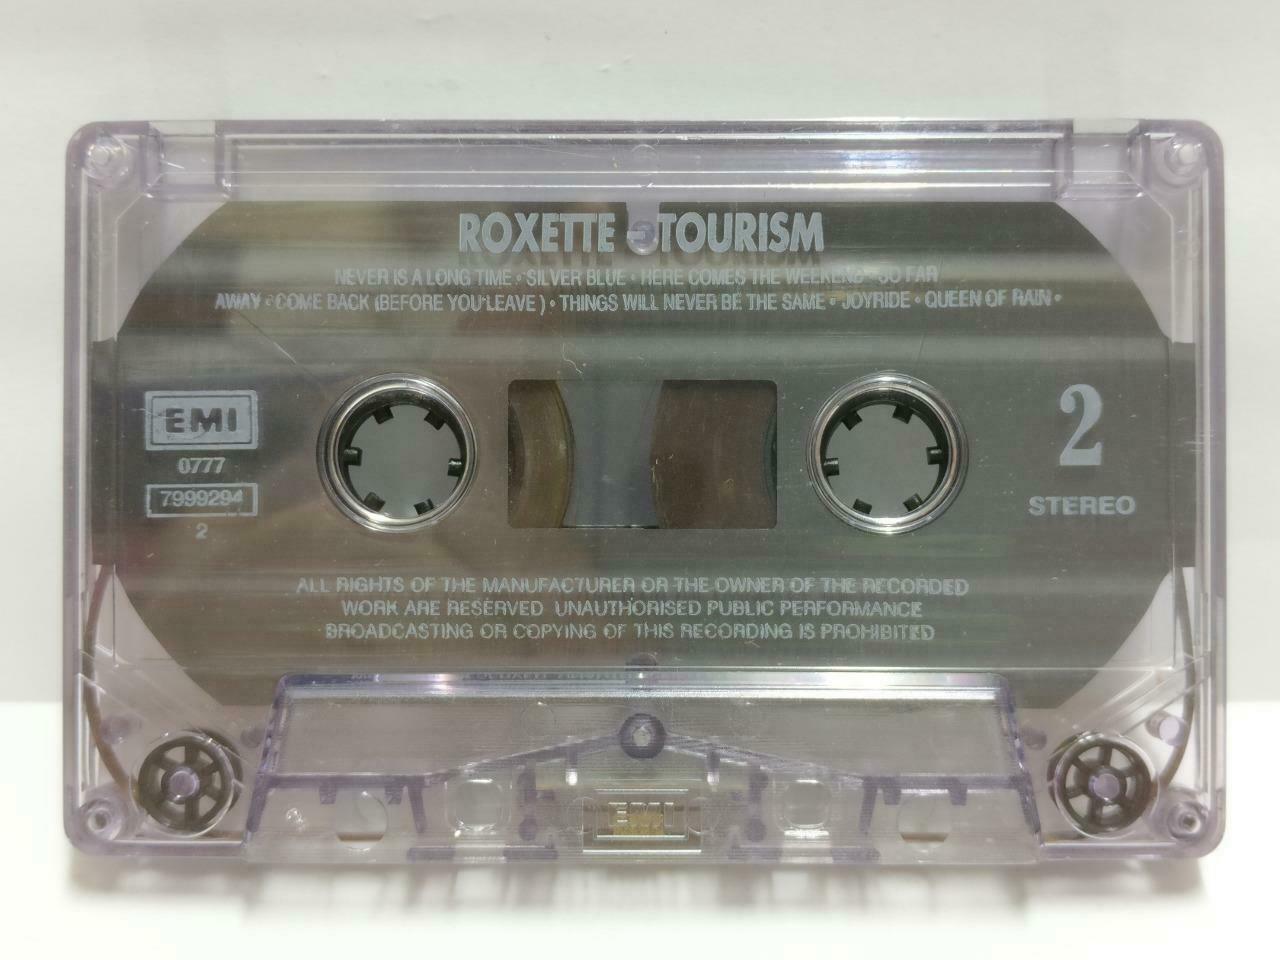 ROXETTE - TOURISM
NEVER IS A LONG TIME • SILVER BLUE • HERE COMES THE WEEKEND • SO FAR
AWAY • COME BACK (BEFORE YOU LEAVE) • THINGS WILL NEVER BE THE SAME • JOYRIDE • QUEEN OF RAIN •
EMI
0777
7999294
2
2
STEREO
ALL RIGHTS OF THE MANUFACTURER OR THE OWNER OF THE RECORDED
WORK ARE RESERVED UNAUTHORISED PUBLIC PERFORMANCE
BROADCASTING OR COPYING OF THIS RECORDING IS PROHIBITED
EMI